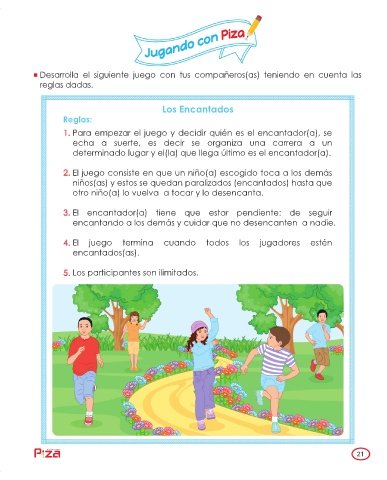 Jugando con Piza
Desarrolla el siguiente juego con tus compañeros(as) teniendo en cuenta las
reglas dadas.
Los Encantados
Reglas:
1. Para empezar el juego y decidir quién es el encantador(a), se
echa a suerte, es decir se organiza una carrera a un
determinado lugar y el(la) que llega último es el encantador(a).
2. El juego consiste en que un niño(a) escogido toca a los demás
niños(as) y estos se quedan paralizados (encantados) hasta que
otro niño(a) lo vuelva a tocar y lo desencanta.
3. El encantador(a) tiene que estar pendiente: de seguir
encantando a los demás y cuidar que no desencanten a nadie.
4. El juego termina cuando todos los jugadores estén
encantados(as).
5. Los participantes son ilimitados.
Piza
21